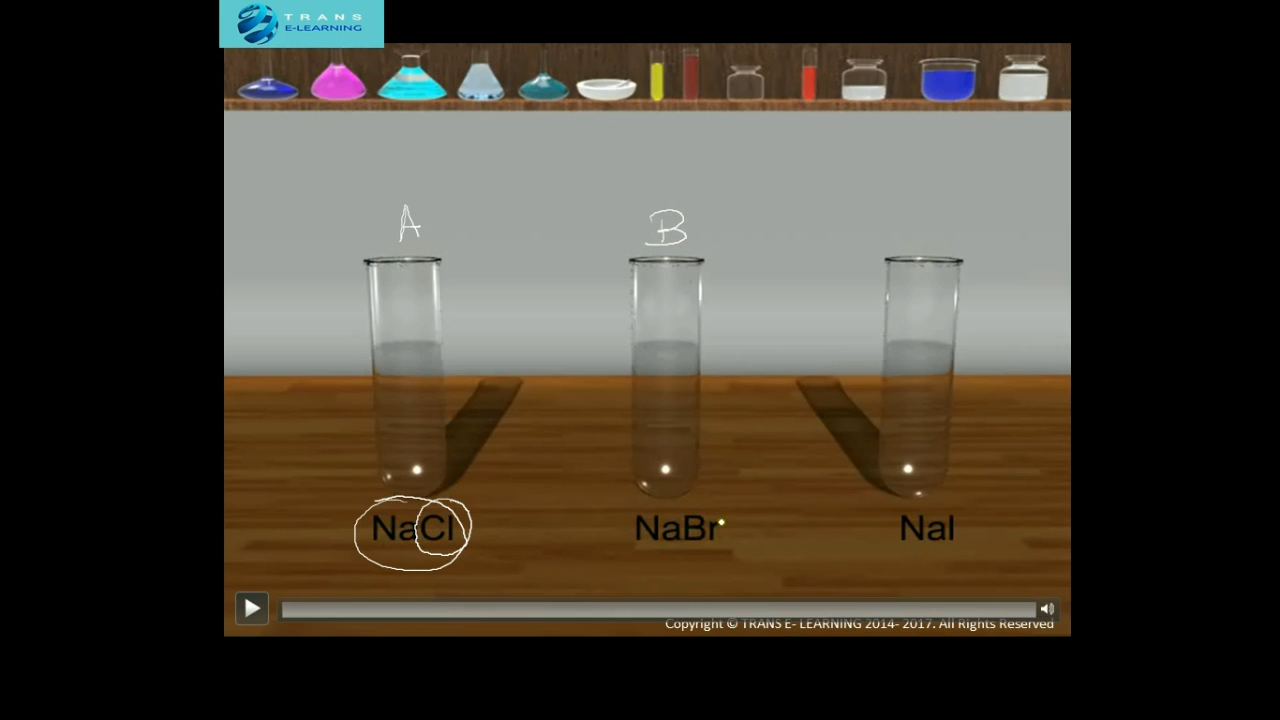 TRANS
E-LEARNING
A
B
NaCl
NaBr
NaI
Copyright © TRANS E- LEARNING 2014- 2017. All Rights Reserved